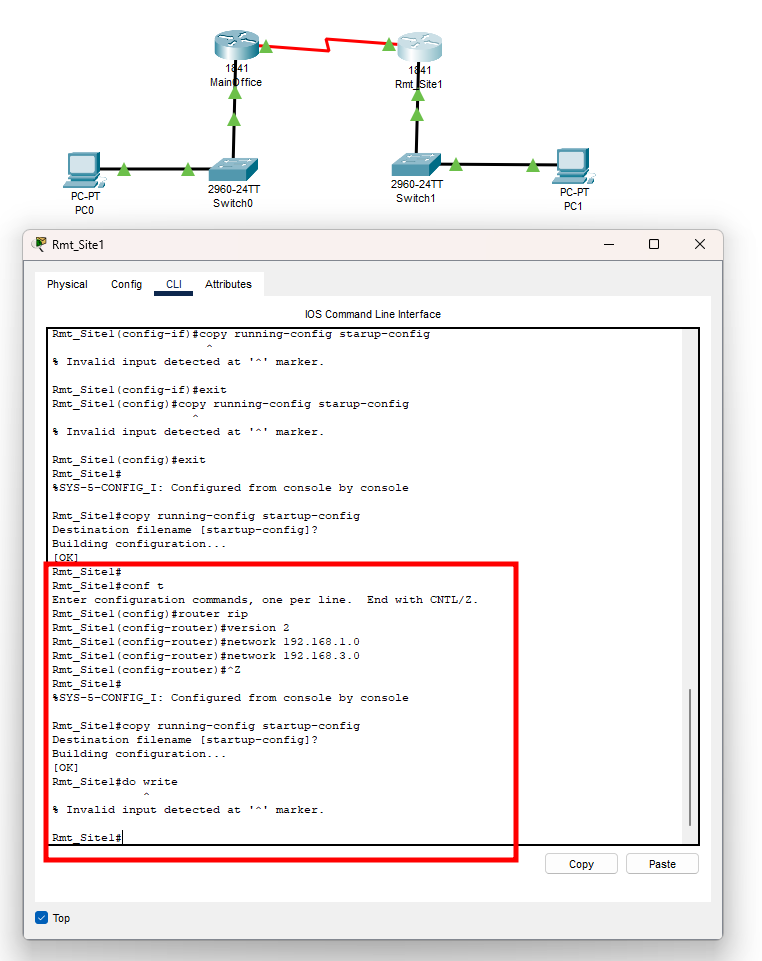 1841
MainOffice
1841
Rmt_Site1
PC-PT
PC0
2960-24TT
Switch0
2960-24TT
Switch1
PC-PT
PC1
Rmt_Site1
Physical Config CLI Attributes
IOS Command Line Interface
Rmt_Site1(config-if)#copy running-config starup-config
^
% Invalid input detected at '^' marker.
Rmt_Site1(config-if)#exit
Rmt_Site1(config)#copy running-config starup-config
^
% Invalid input detected at '^' marker.
Rmt_Site1(config)#exit
Rmt_Site1#
%SYS-5-CONFIG_I: Configured from console by console
Rmt_Site1#copy running-config startup-config
Destination filename [startup-config]?
Building configuration...
[OK]
Rmt_Site1#
Rmt_Site1#conf t
Enter configuration commands, one per line.  End with CNTL/Z.
Rmt_Site1(config)#router rip
Rmt_Site1(config-router)#version 2
Rmt_Site1(config-router)#network 192.168.1.0
Rmt_Site1(config-router)#network 192.168.3.0
Rmt_Site1(config-router)#^Z
Rmt_Site1#
%SYS-5-CONFIG_I: Configured from console by console
Rmt_Site1#copy running-config startup-config
Destination filename [startup-config]?
Building configuration...
[OK]
Rmt_Site1#do write
^
% Invalid input detected at '^' marker.
Rmt_Site1#
Copy Paste
Top